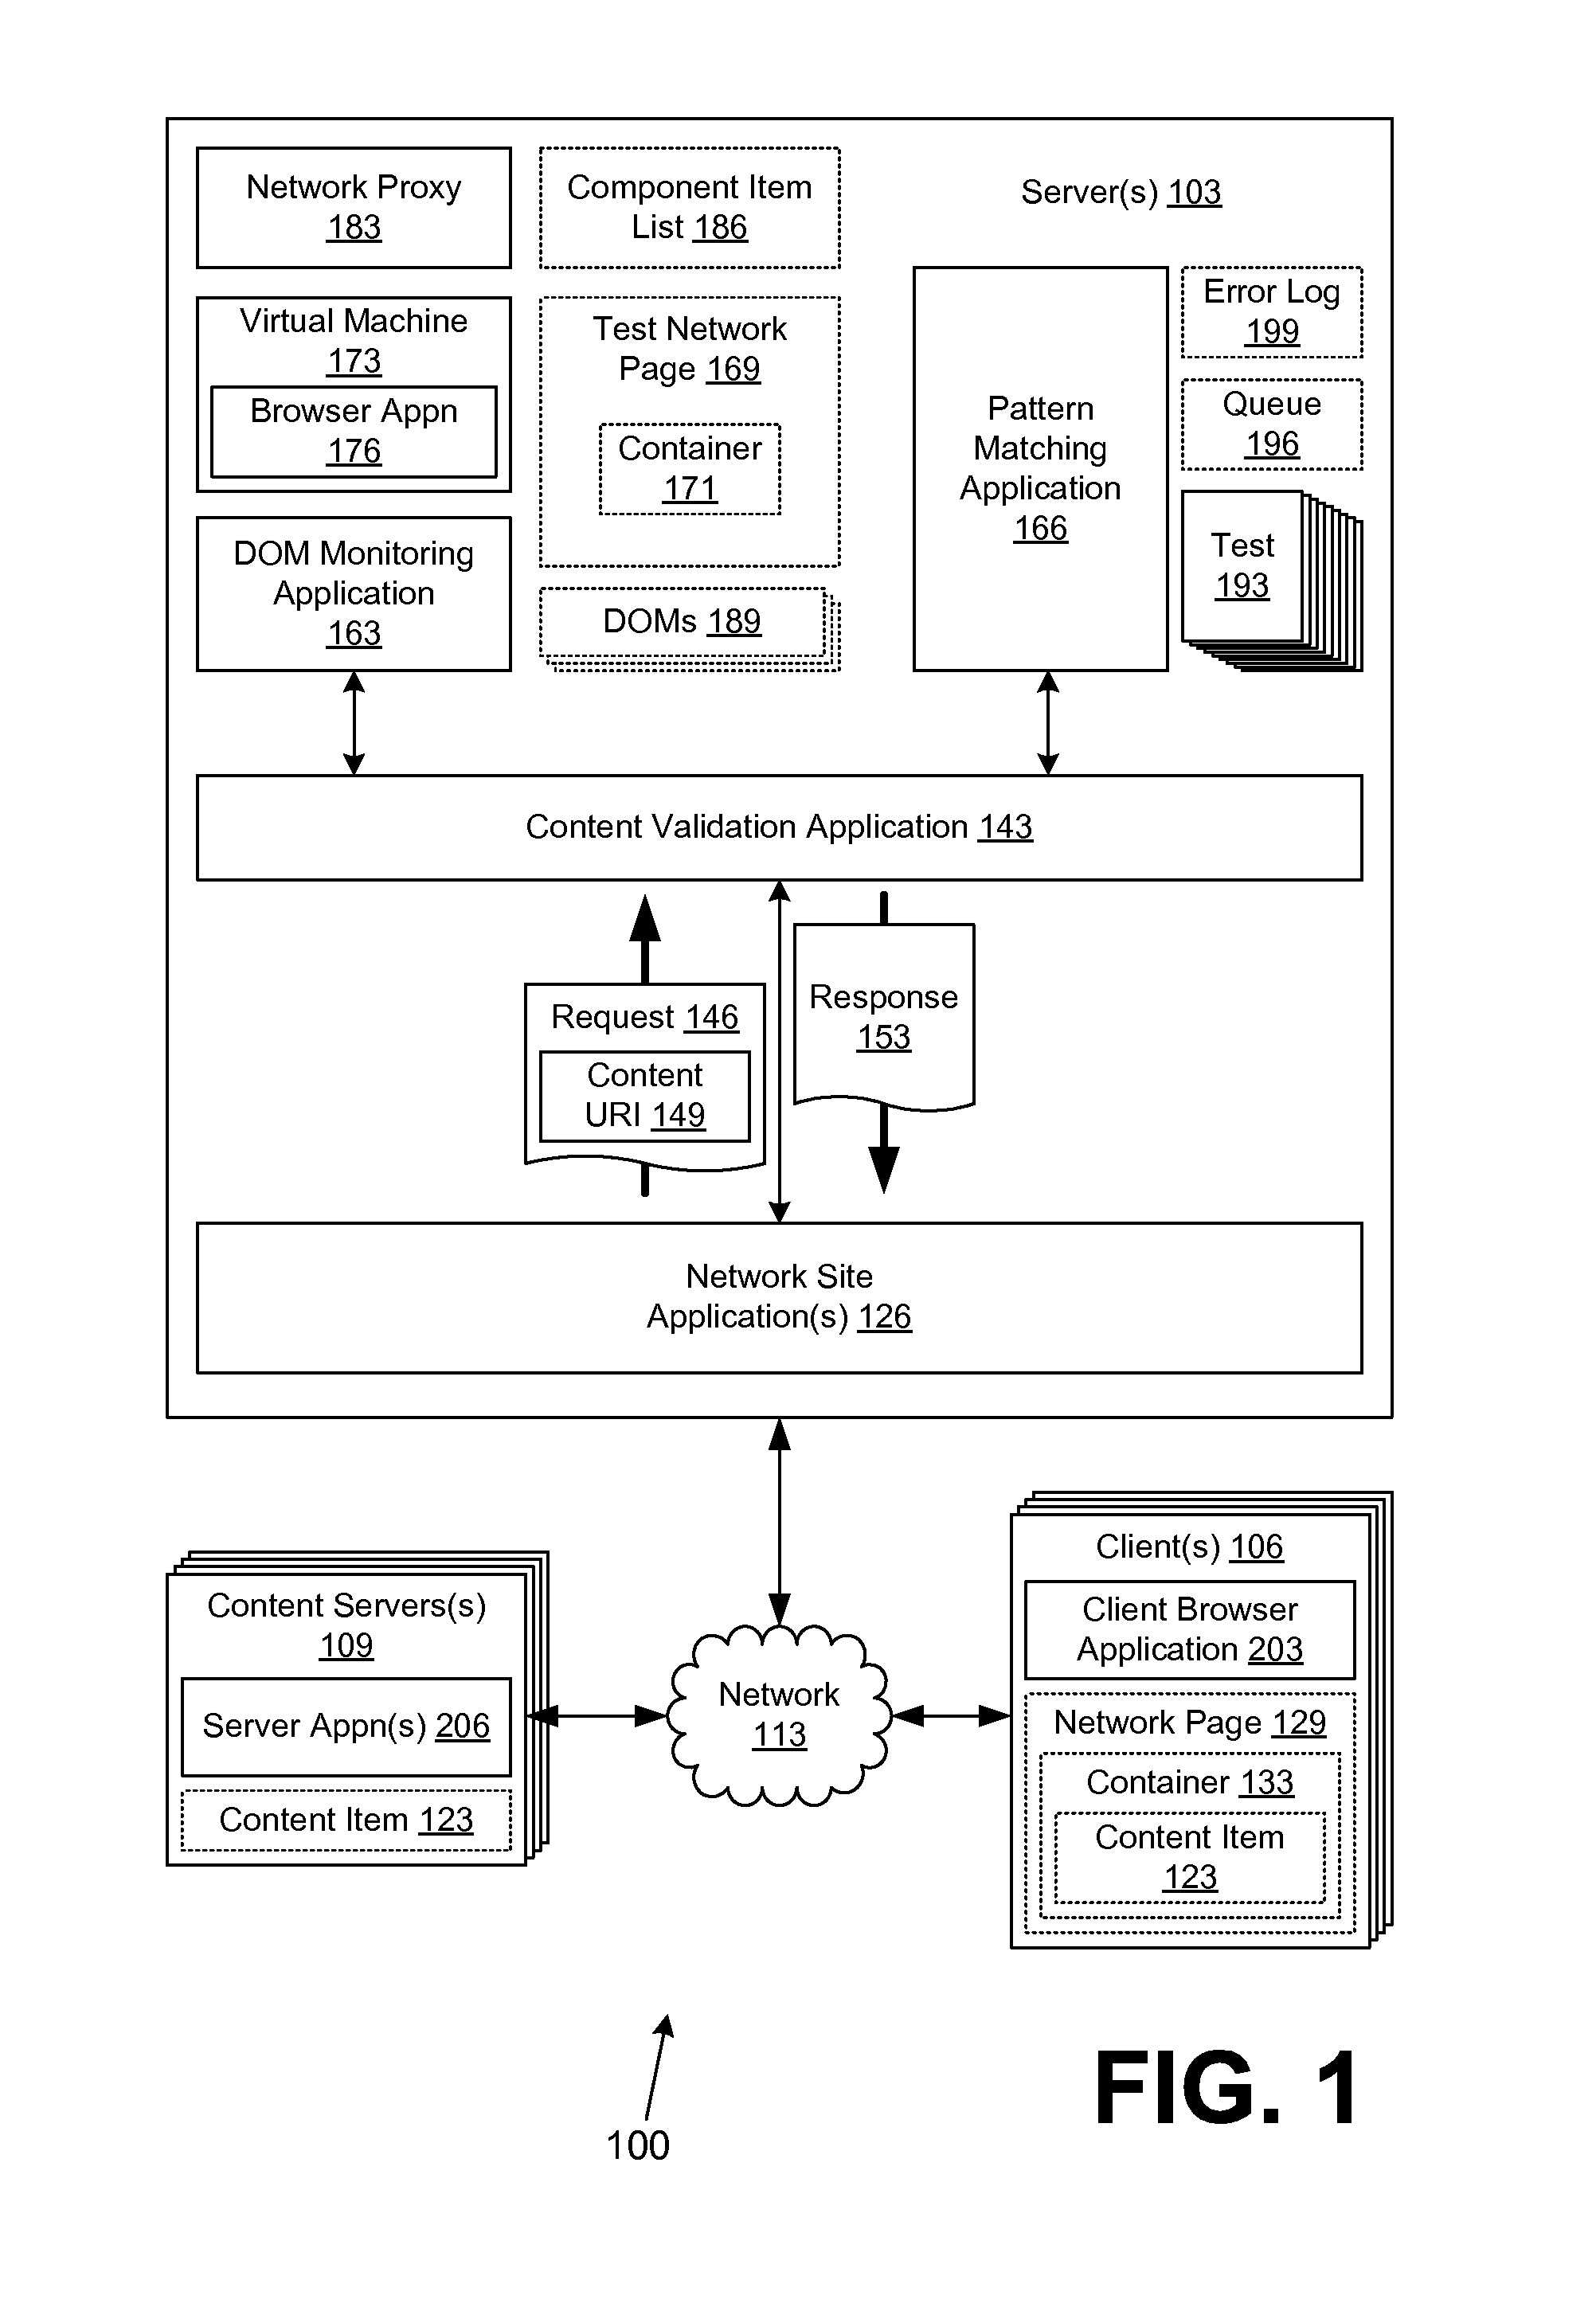 Network Proxy
183
Component Item
List 186
Server(s) 103
Virtual Machine
173
Browser Appn
176
Test Network
Page 169
Container
171
Pattern
Matching
Application
166
Error Log
199
Queue
196
Test
193
DOM Monitoring
Application
163
DOMs 189
Content Validation Application 143
Request 146
Content
URI 149
Response
153
Network Site
Application(s) 126
Content Servers(s)
109
Server Appn(s) 206
Content Item 123
Network
113
Client(s) 106
Client Browser
Application 203
Network Page 129
Container 133
Content Item
123
100
FIG. 1